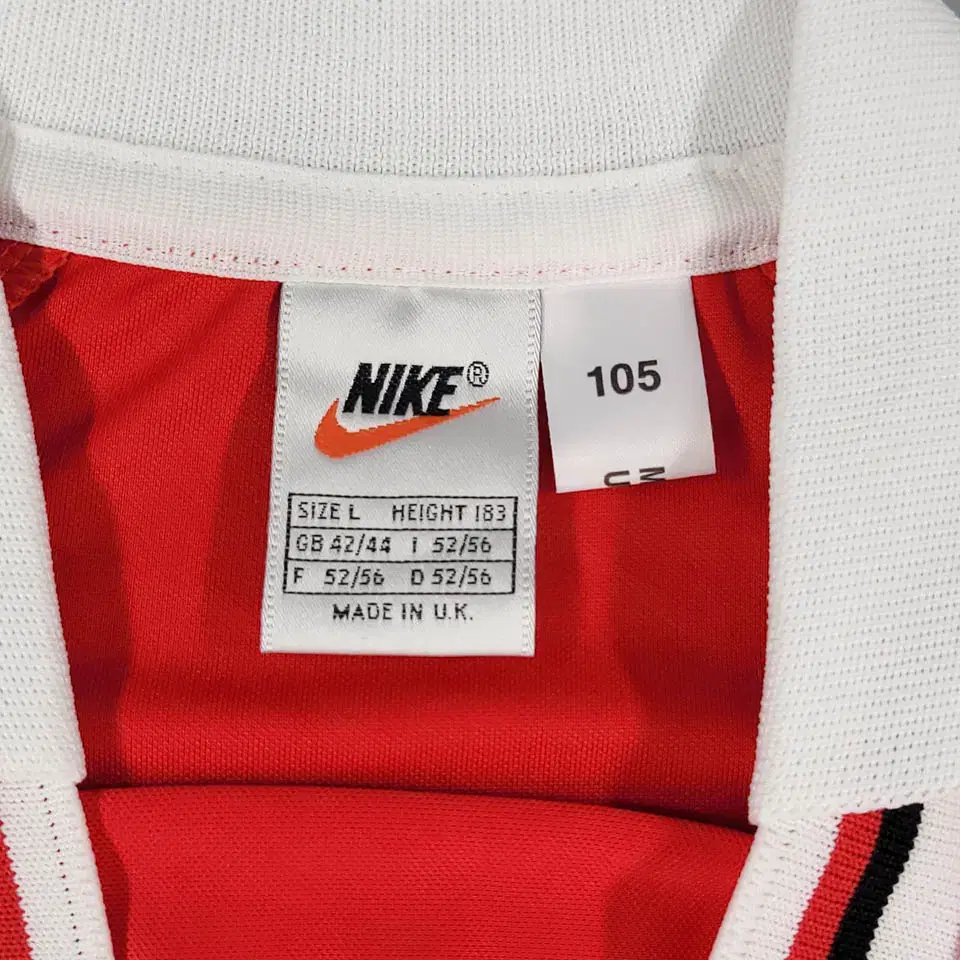 NIKE®
SIZE L HEIGHT 183
GB 42/44 I 52/56
F 52/56 D 52/56
MADE IN U.K.
105